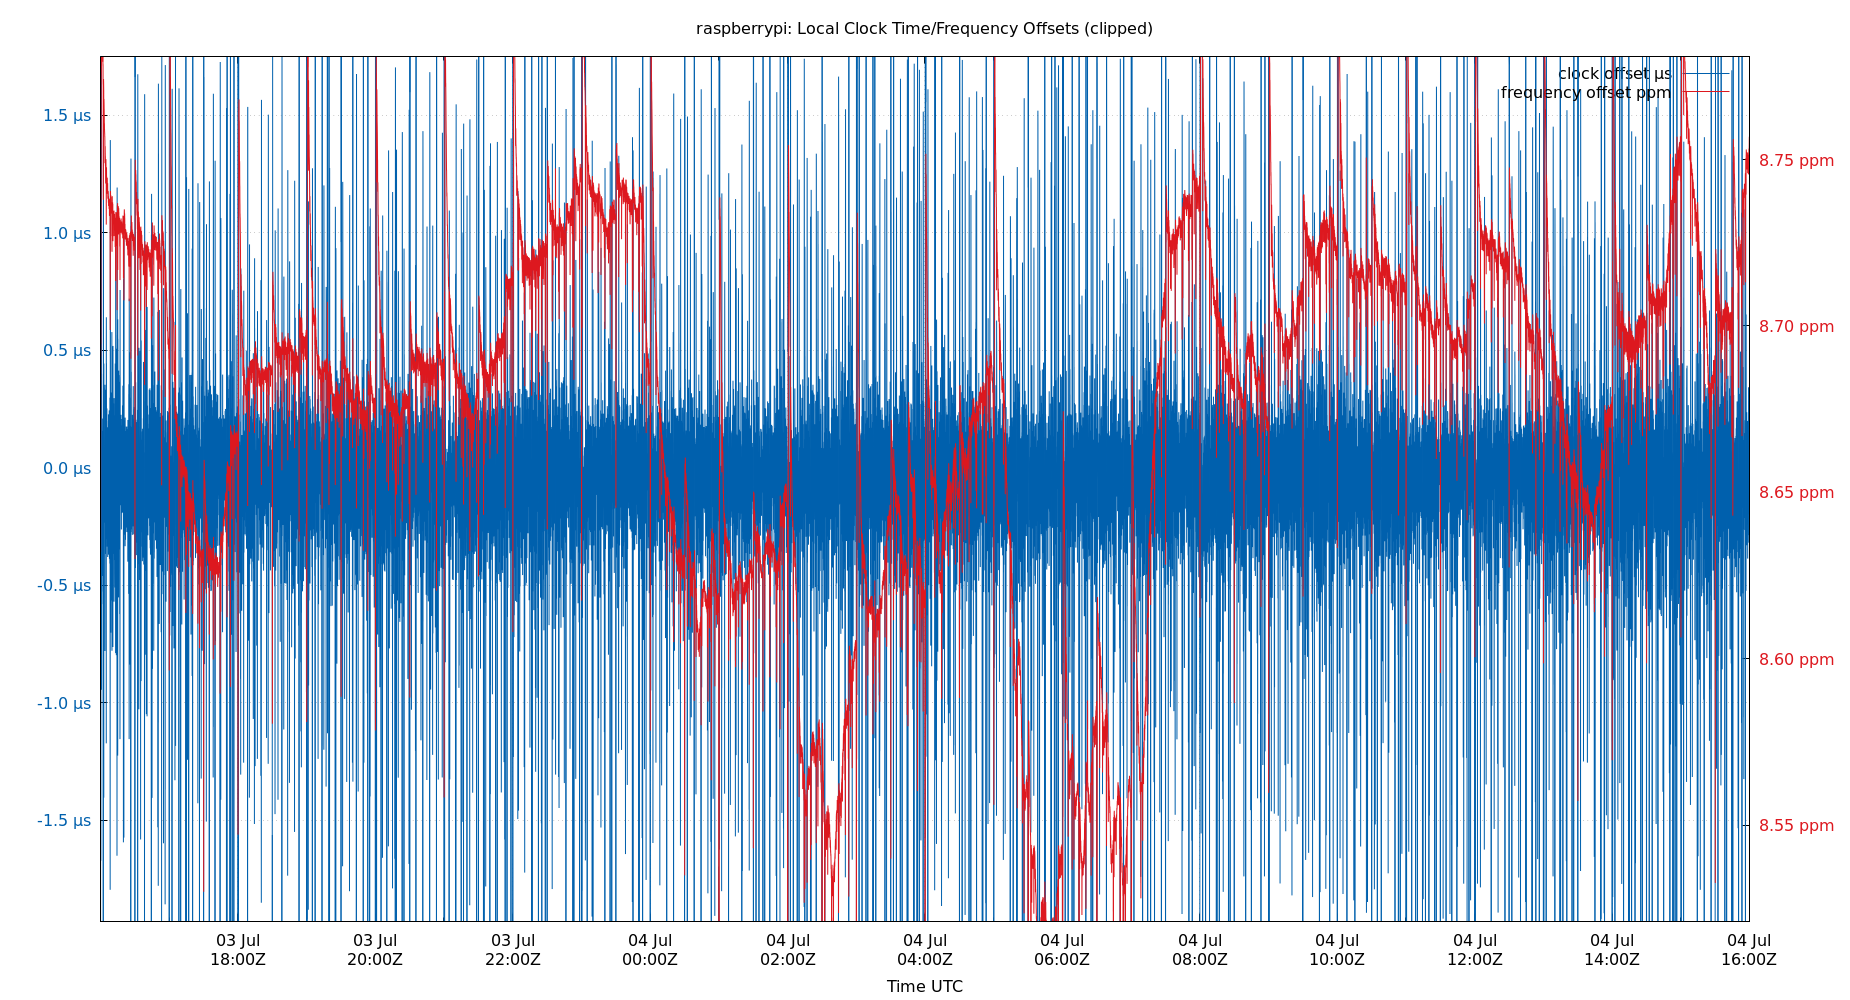 raspberrypi: Local Clock Time/Frequency Offsets (clipped)
clock offset µs
frequency offset ppm
1.5 µs
1.0 µs
0.5 µs
0.0 µs
-0.5 µs
-1.0 µs
-1.5 µs
8.75 ppm
8.70 ppm
8.65 ppm
8.60 ppm
8.55 ppm
03 Jul 03 Jul 03 Jul 04 Jul 04 Jul 04 Jul 04 Jul 04 Jul 04 Jul 04 Jul 04 Jul 04 Jul
18:00Z 20:00Z 22:00Z 00:00Z 02:00Z 04:00Z 06:00Z 08:00Z 10:00Z 12:00Z 14:00Z 16:00Z
Time UTC